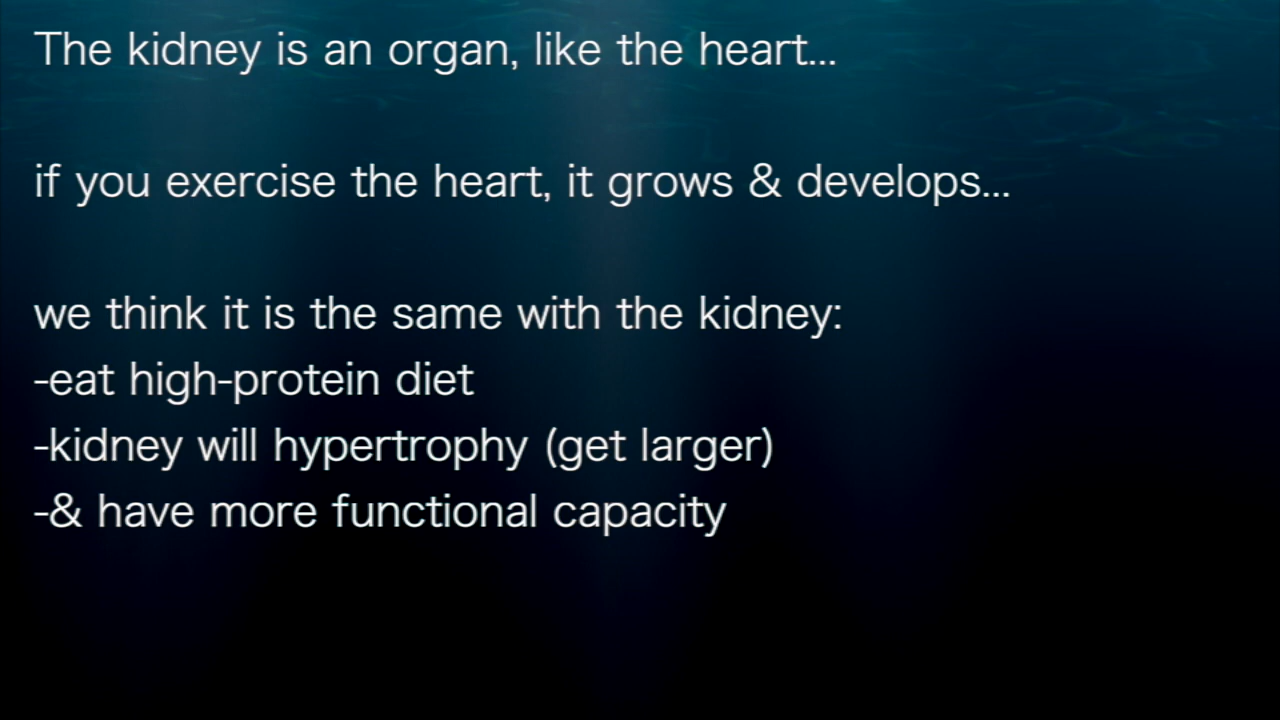 The kidney is an organ, like the heart...
if you exercise the heart, it grows & develops...
we think it is the same with the kidney:
-eat high-protein diet
-kidney will hypertrophy (get larger)
-& have more functional capacity